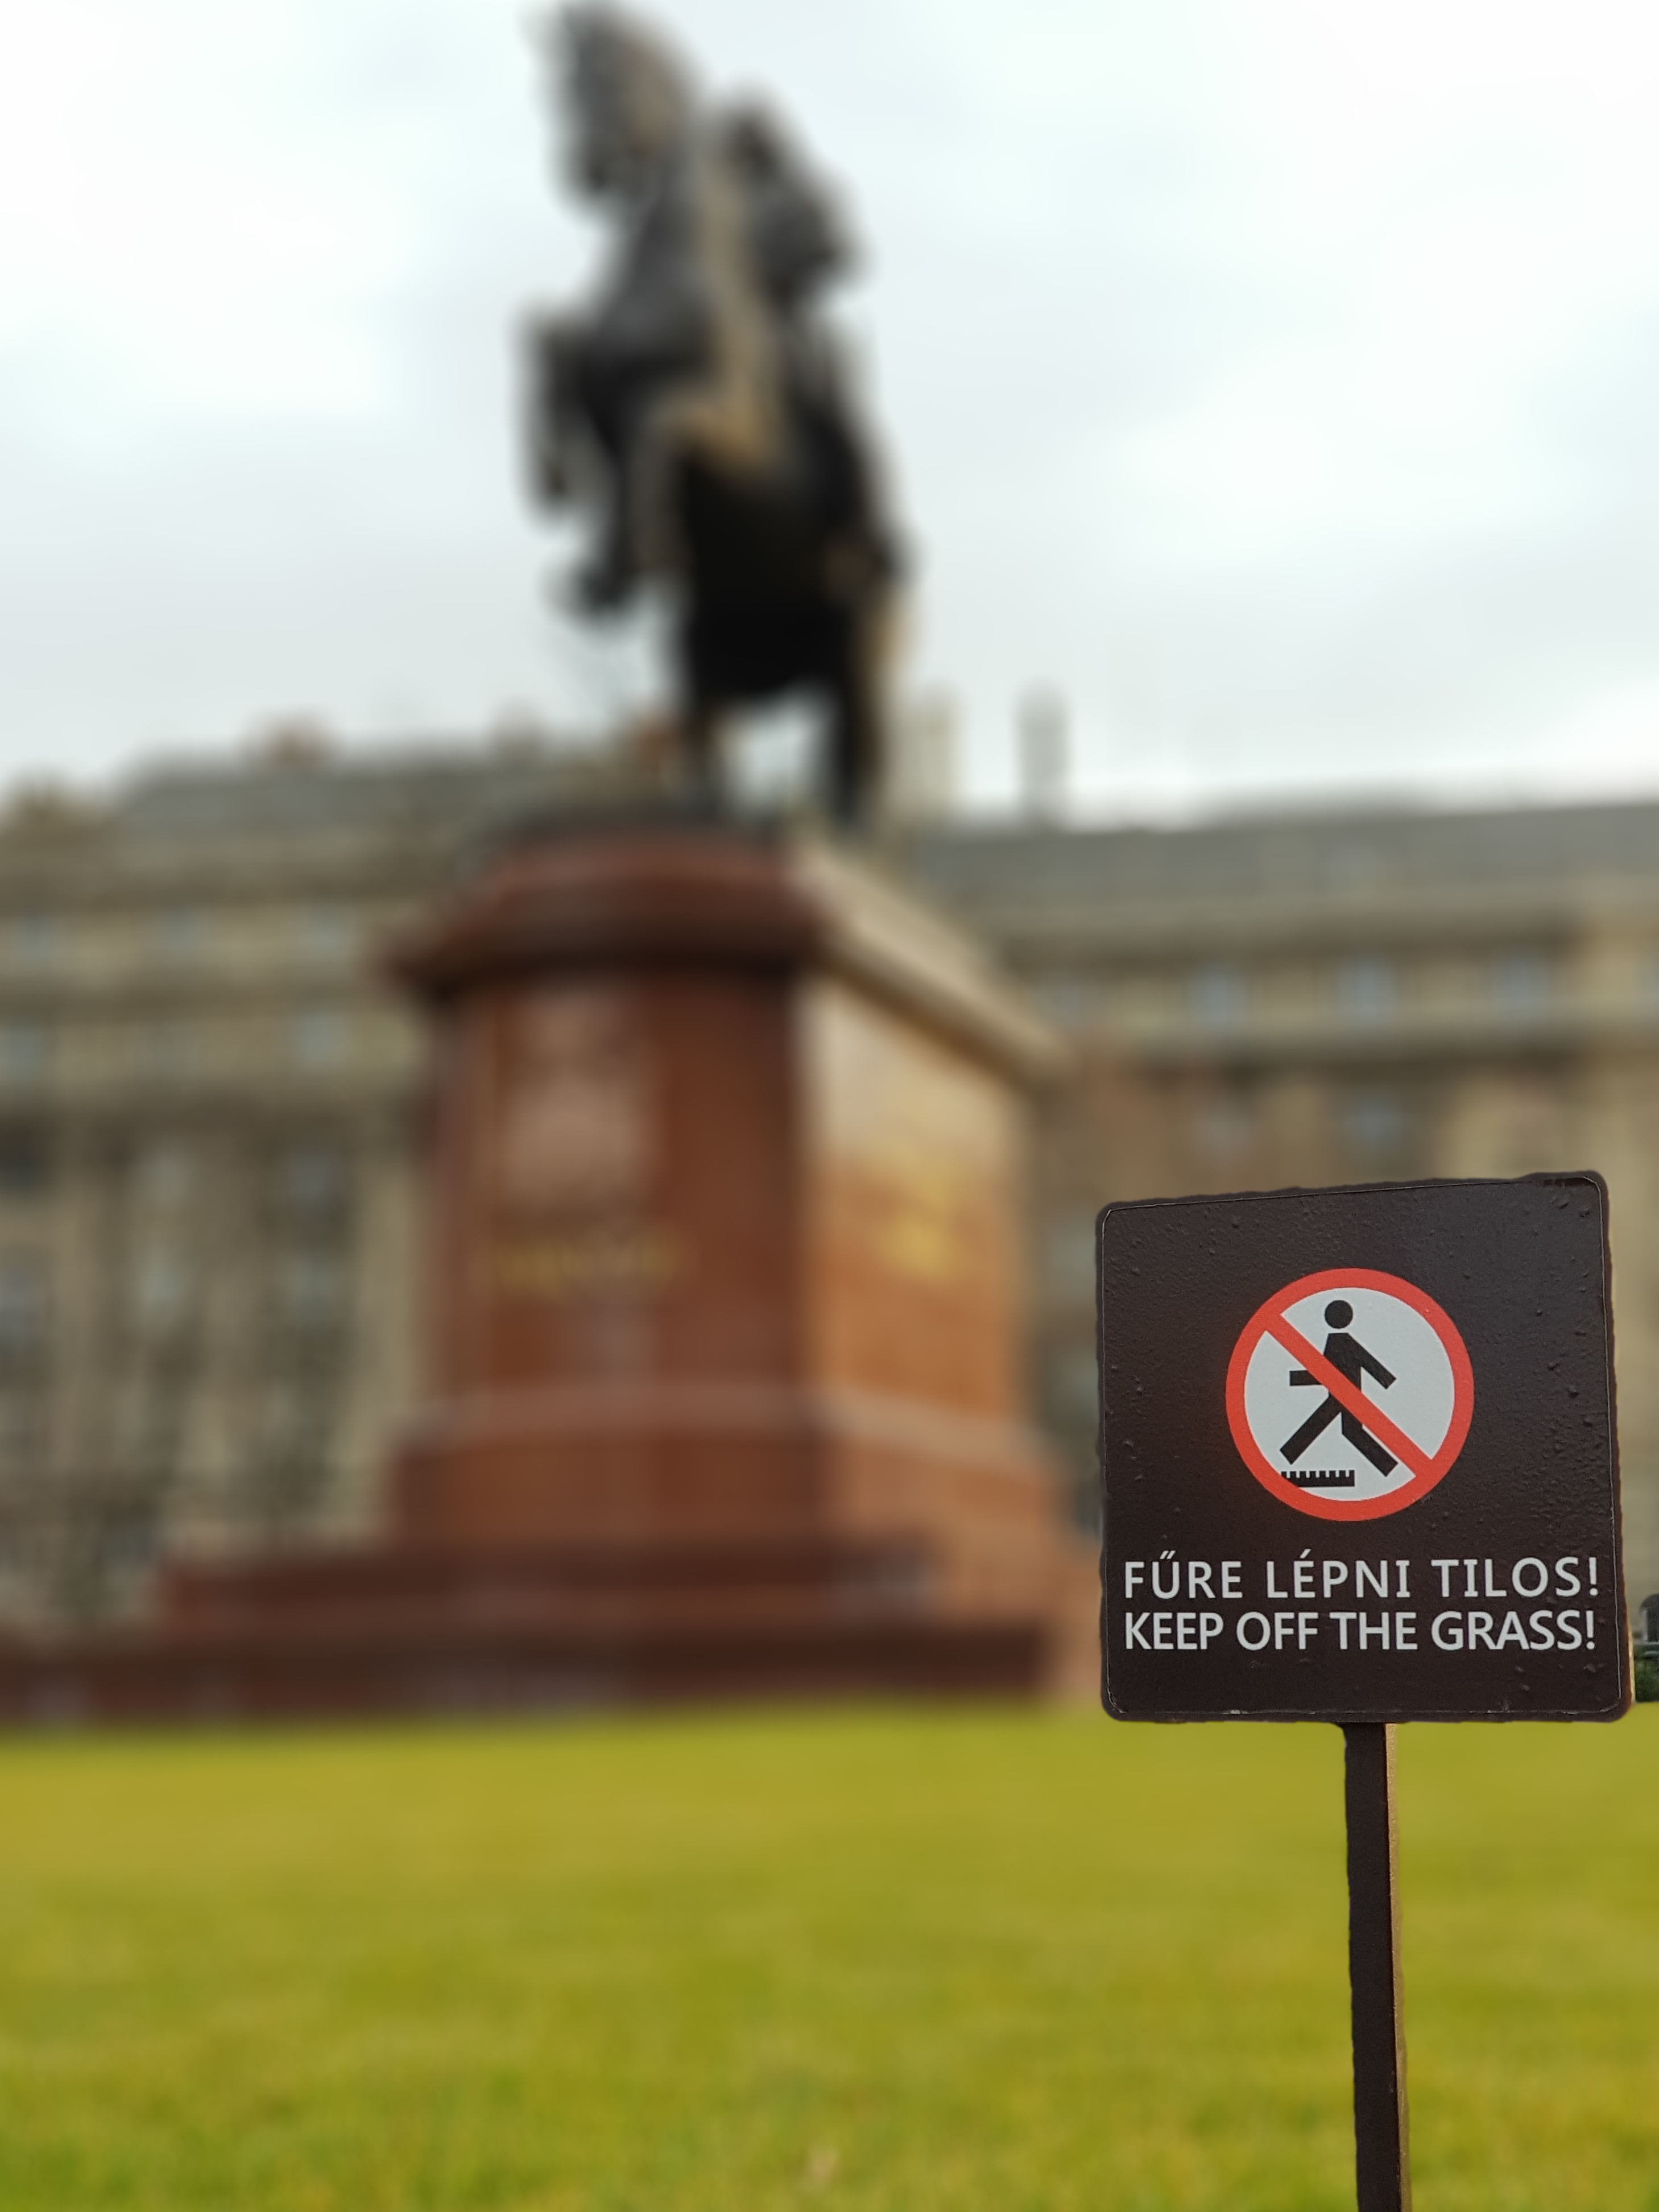 FŰRE LÉPNI TILOS!
KEEP OFF THE GRASS!